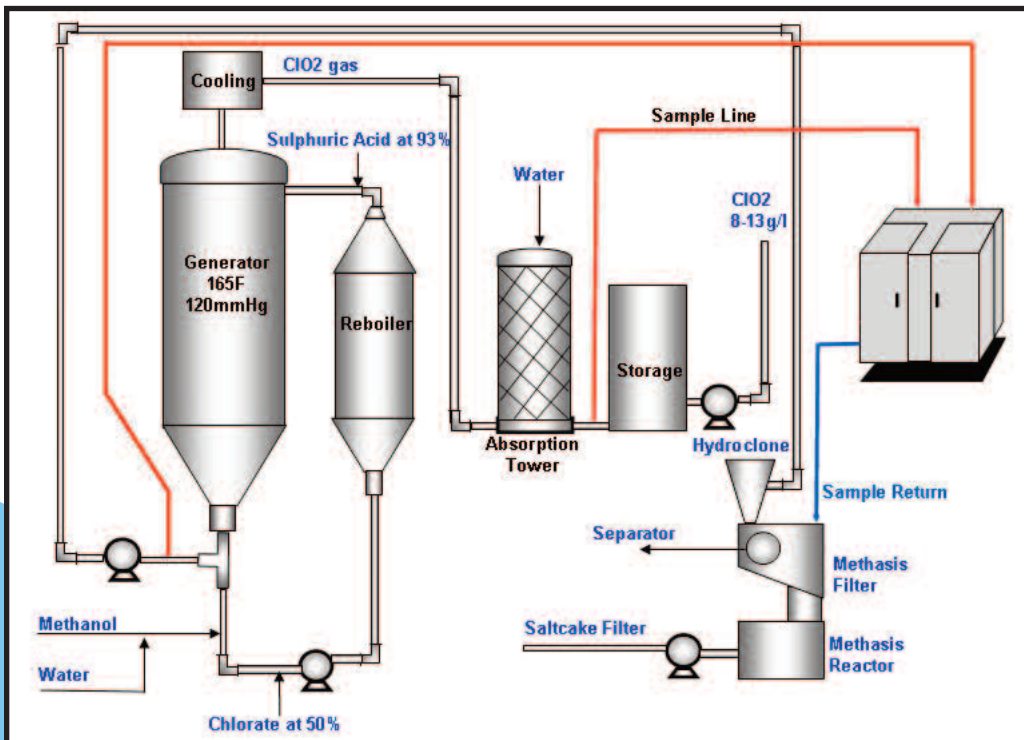 Cooling
ClO2 gas
Sulphuric Acid at 93%
Sample Line
Water
ClO2
8-13g/l
Generator
165F
120mmHg
Reboiler
Storage
Absorption
Tower
Hydroclone
Sample Return
Separator
Methasis
Filter
Methanol
Saltcake Filter
Methasis
Reactor
Water
Chlorate at 50%